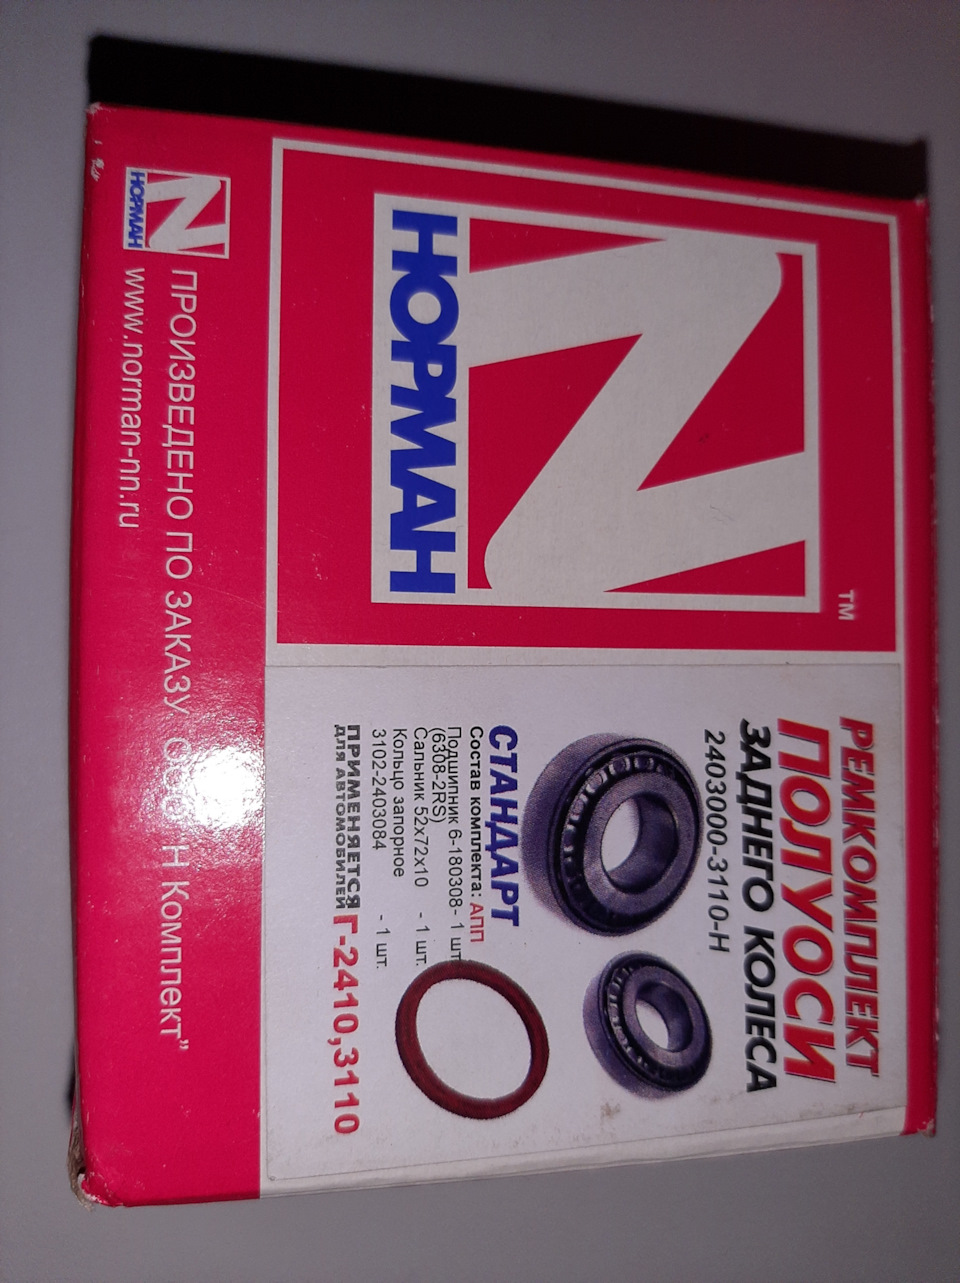 НОРМАН
™
РЕМКОМПЛЕКТ
ПОЛУОСИ
ЗАДНЕГО КОЛЕСА
2403000-3110-Н
СТАНДАРТ
Состав комплекта: АПП
Подшипник 6-180308- 1 шт.
(6308-2RS)
Сальник 52x72x10 - 1 шт.
Кольцо запорное
3102-2403084 - 1 шт.
ПРИМЕНЯЕТСЯ
ДЛЯ АВТОМОБИЛЕЙ Г-2410,3110
НОРМАН
ПРОИЗВЕДЕНО ПО ЗАКАЗУ Н Комплект"
www.norman-nn.ru